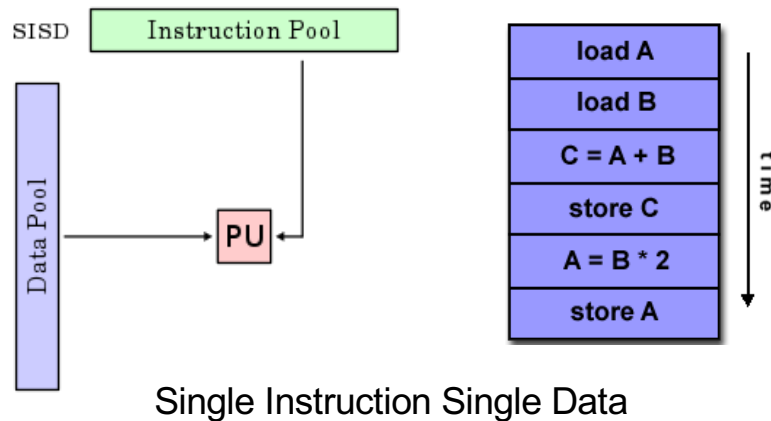 SISD
Instruction Pool
Data Pool
PU
load A
load B
C = A + B
store C
A = B * 2
store A
time
Single Instruction Single Data